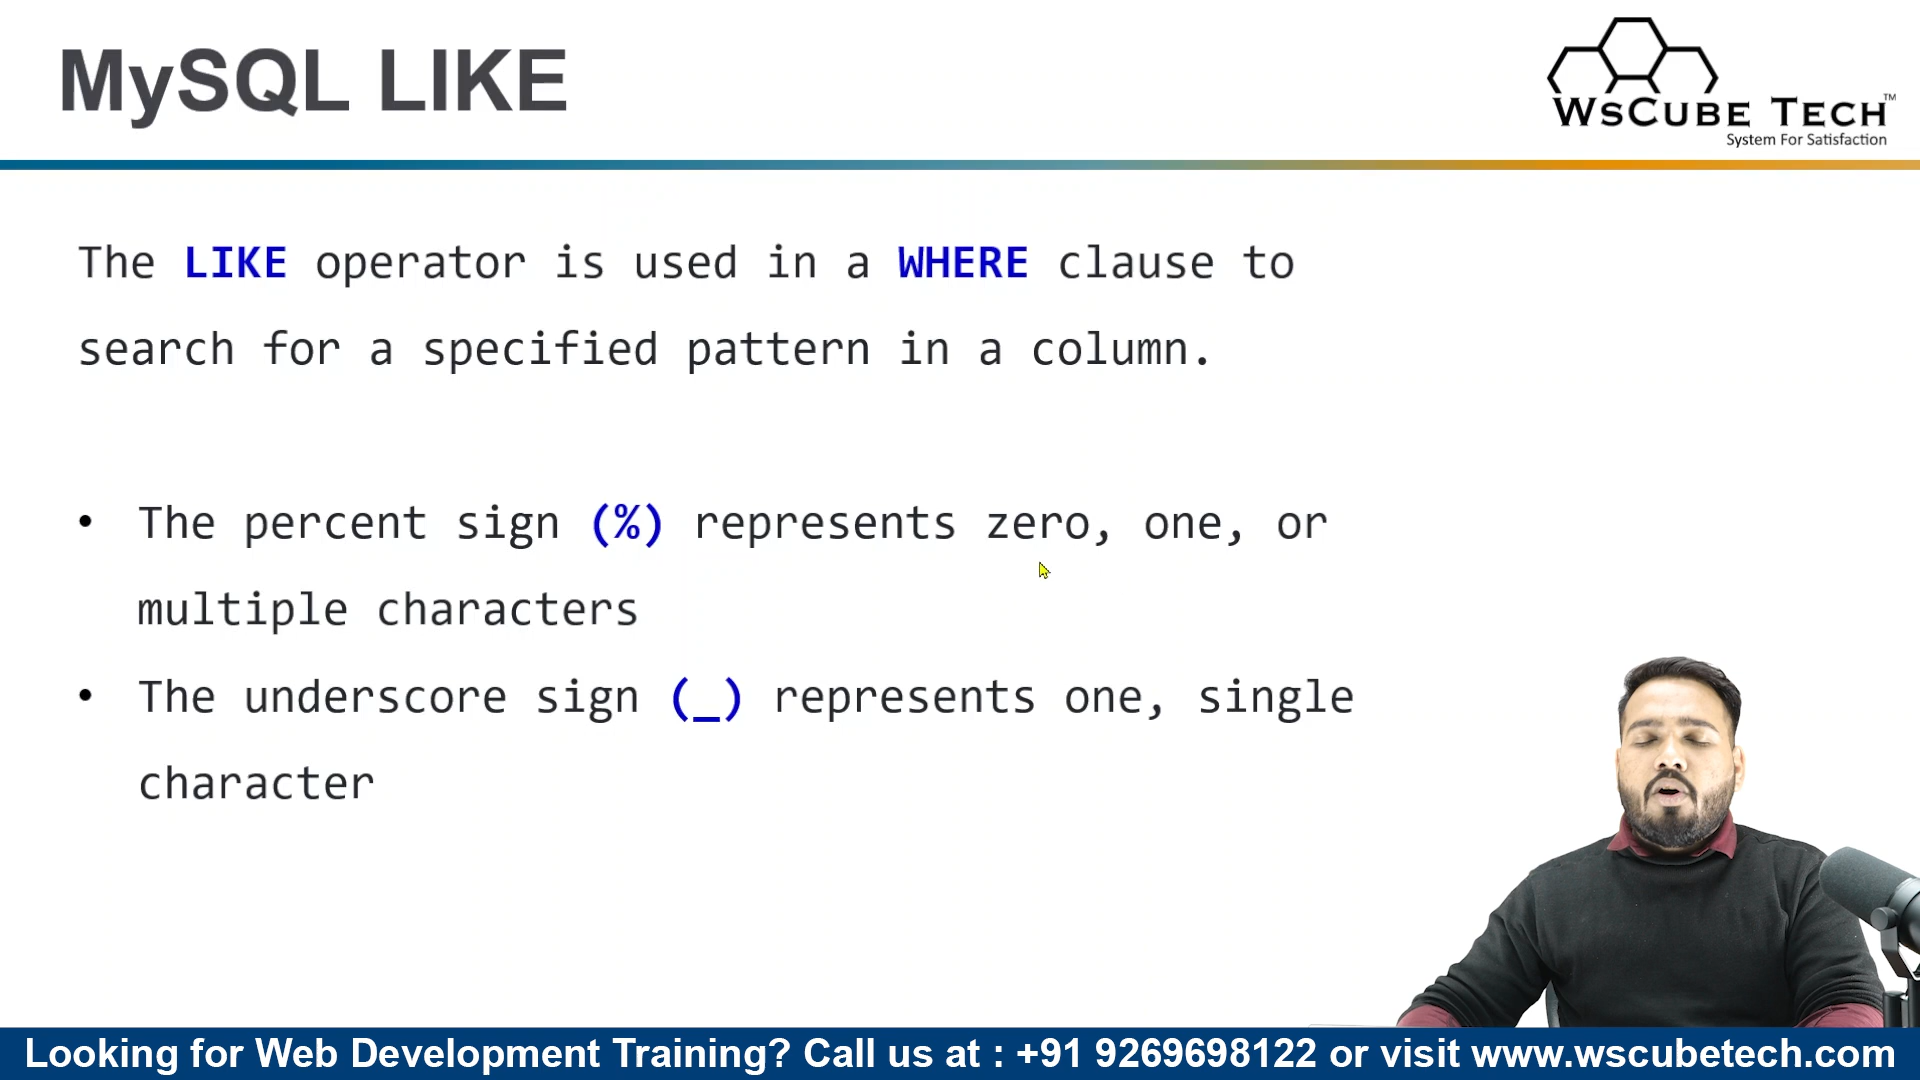 MySQL LIKE
WsCube Tech™
System For Satisfaction
The LIKE operator is used in a WHERE clause to
search for a specified pattern in a column.
• The percent sign (%) represents zero, one, or
multiple characters
• The underscore sign (_) represents one, single
character
Looking for Web Development Training? Call us at : +91 9269698122 or visit www.wscubetech.com